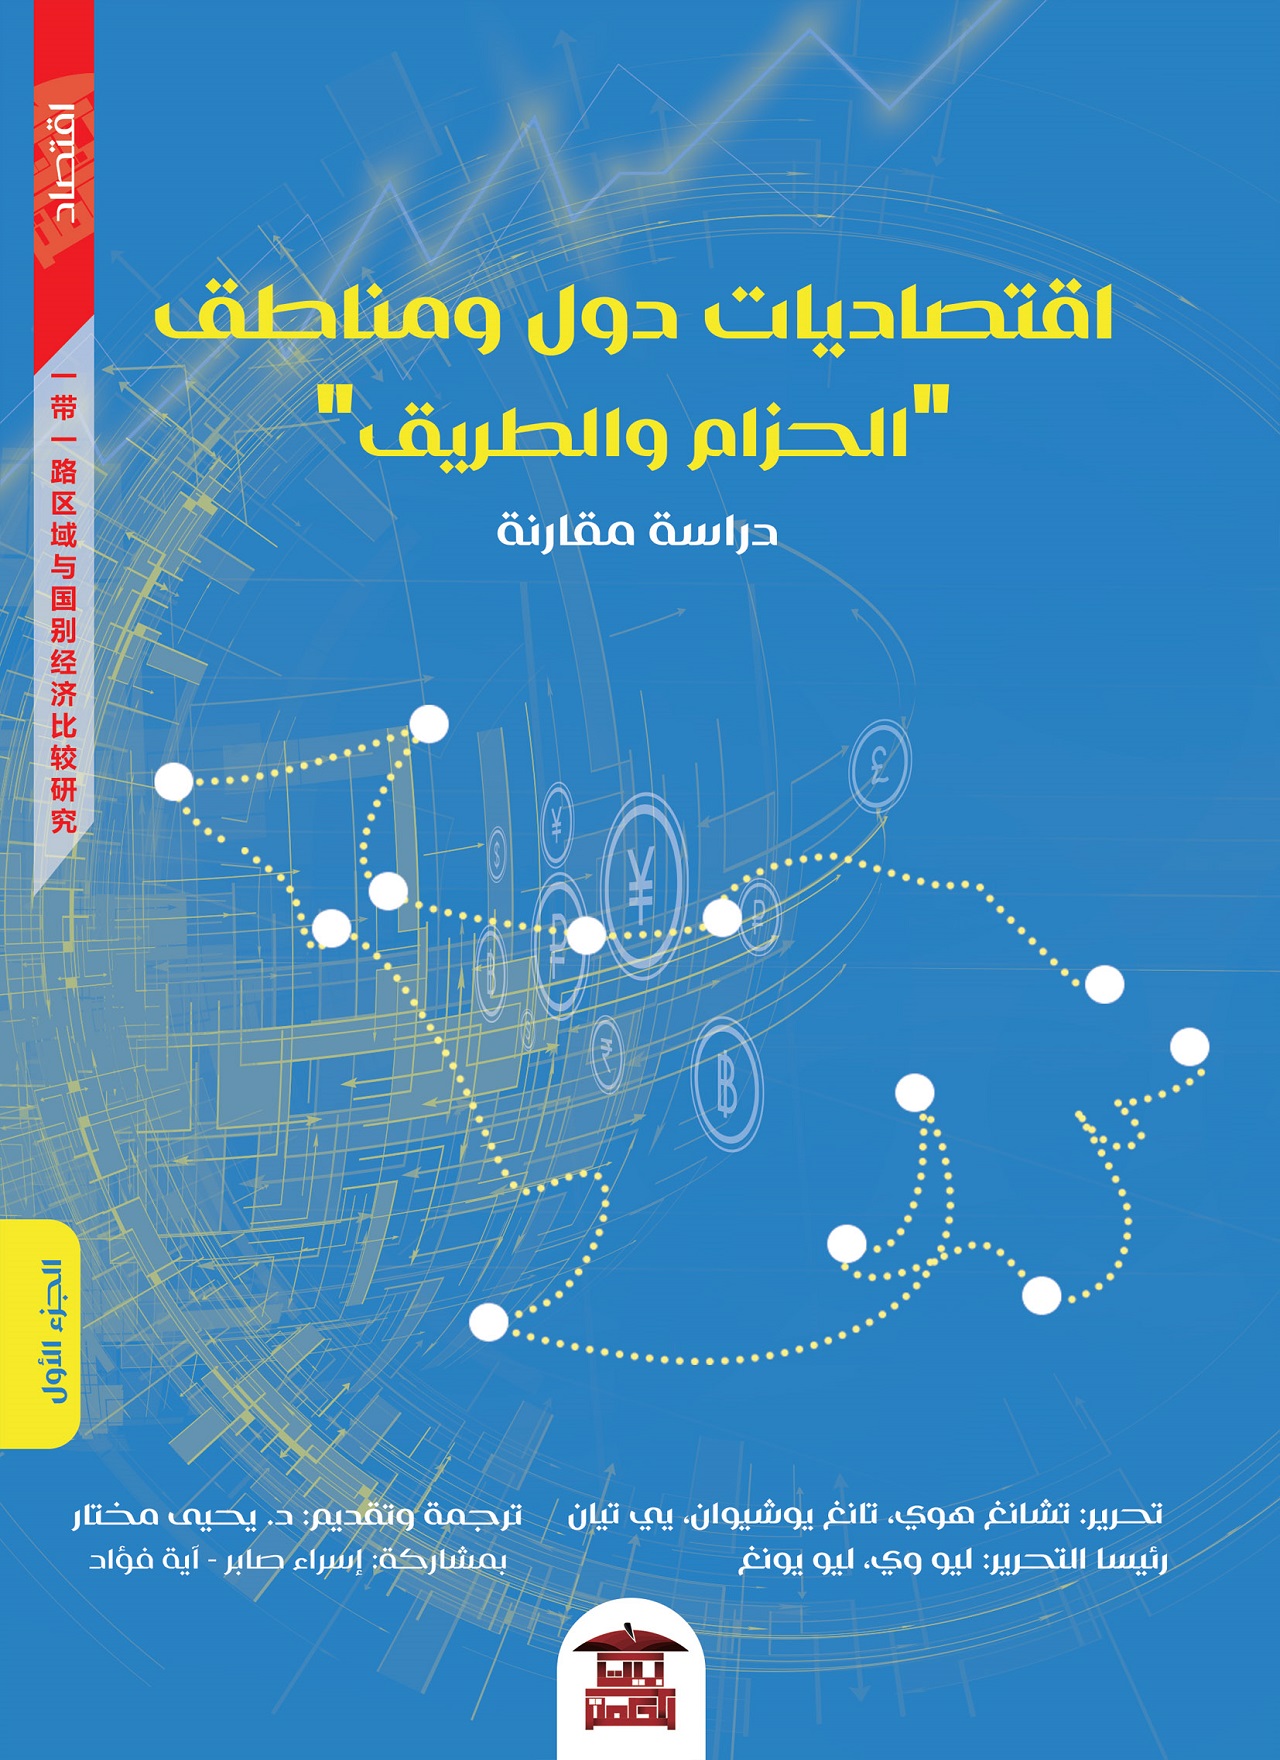 اقتصاد
一带一路区域与国别经济比较研究
اقتصاديات دول ومناطق
"الحزام والطريق"
دراسة مقارنة
الجزء الأول
تحرير: تشانغ هوي، تانغ يوشيوان، يي تيان
رئيسا التحرير: ليو وي، ليو يونغ
ترجمة وتقديم: د. يحيى مختار
بمشاركة: إسراء صابر - آية فؤاد
بيت
الحكمة